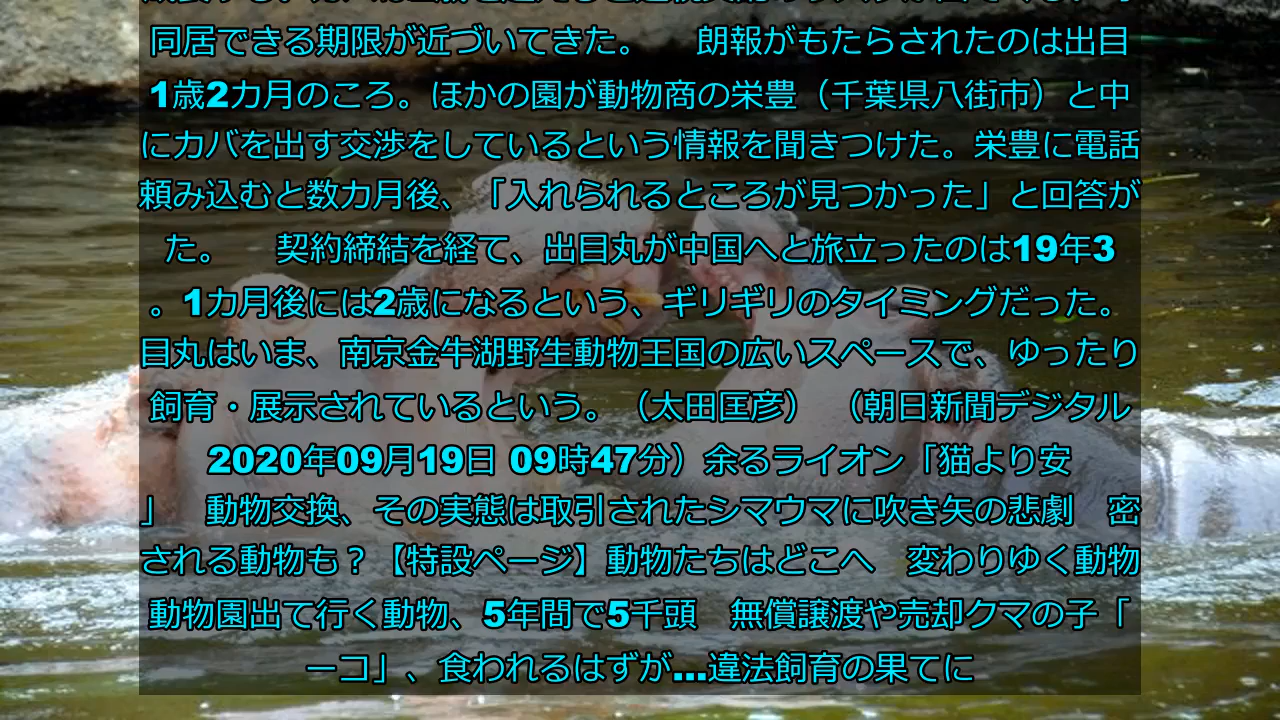 同居できる期限が近づいてきた。　朗報がもたらされたのは出目
1歳2カ月のころ。ほかの園が動物商の栄豊（千葉県八街市）と中
にカバを出す交渉をしているという情報を聞きつけた。栄豊に電話
頼み込むと数カ月後、「入れられるところが見つかった」と回答が
た。　契約締結を経て、出目丸が中国へと旅立ったのは19年3
。1カ月後には2歳になるという、ギリギリのタイミングだった。
目丸はいま、南京金牛湖野生動物王国の広いスペースで、ゆったり
飼育・展示されているという。（太田匡彦）（朝日新聞デジタル
2020年09月19日 09時47分）余るライオン「猫より安
」　動物交換、その実態は取引されたシマウマに吹き矢の悲劇　密
される動物も？【特設ページ】動物たちはどこへ　変わりゆく動物
動物園出て行く動物、5年間で5千頭　無償譲渡や売却クマの子「
ーコ」、食われるはずが…違法飼育の果てに